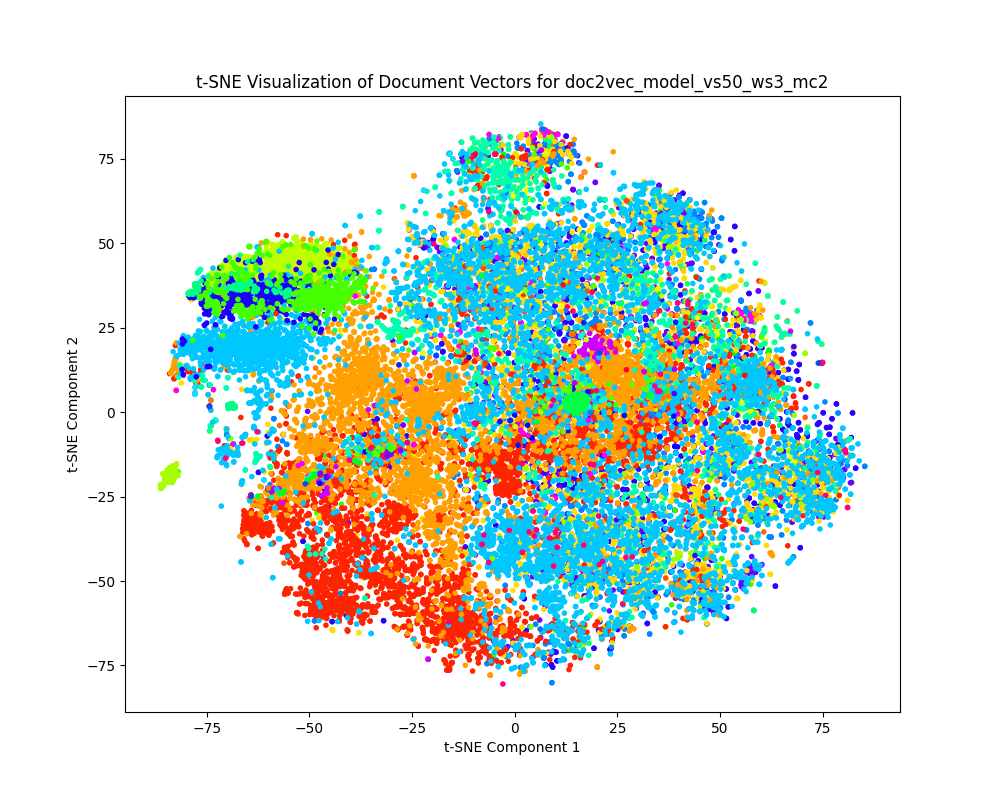 t-SNE Visualization of Document Vectors for doc2vec_model_vs50_ws3_mc2
75
50
25
0
−25
−50
−75
t-SNE Component 2
−75 −50 −25 0 25 50 75
t-SNE Component 1